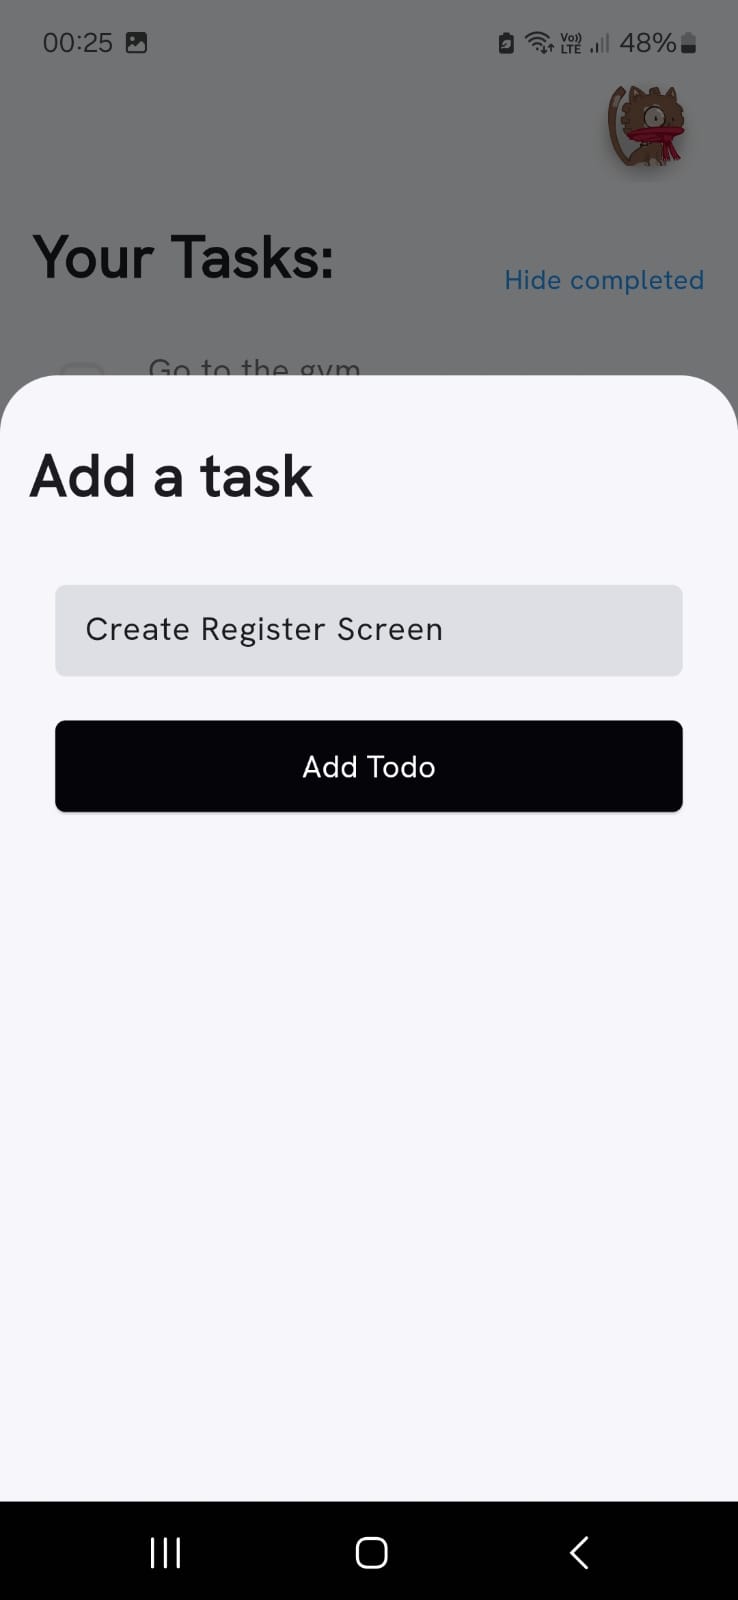 00:25
Vo))
LTE
48%
Your Tasks:
Hide completed
Go to the gym
Add a task
Create Register Screen
Add Todo